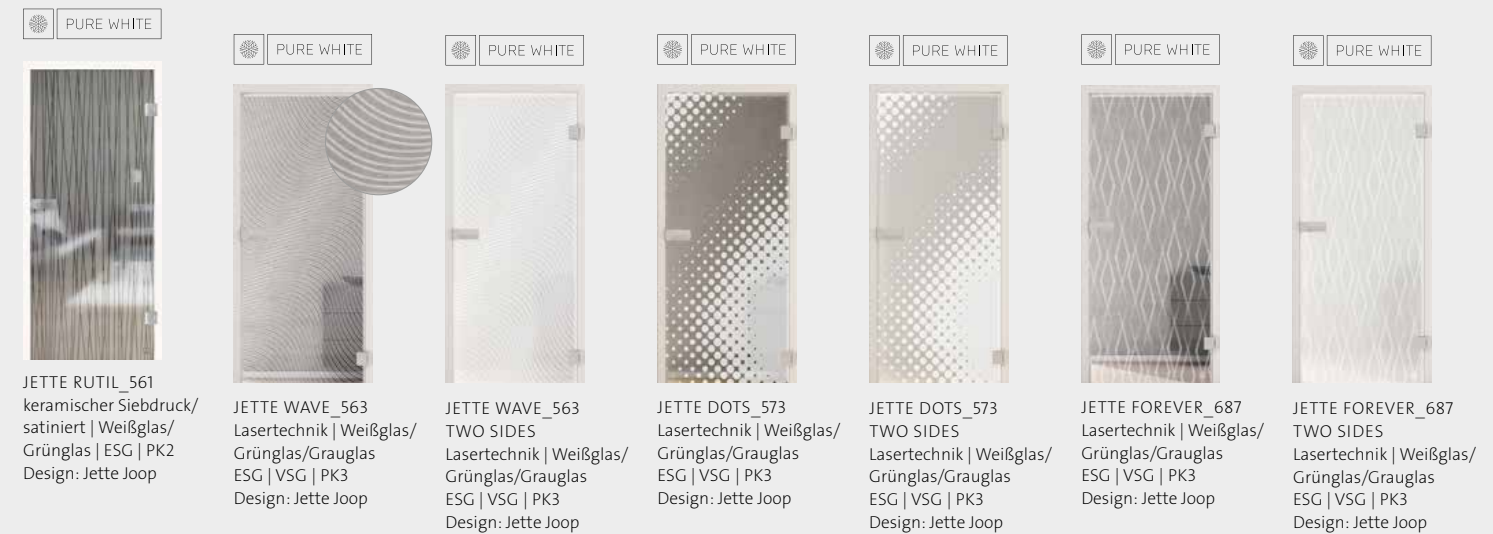 PURE WHITE
JETTE RUTIL_561
keramischer Siebdruck/
satiniert | Weißglas/
Grünglas | ESG | PK2
Design: Jette Joop
PURE WHITE
JETTE WAVE_563
Lasertechnik | Weißglas/
Grünglas/Grauglas
ESG | VSG | PK3
Design: Jette Joop
PURE WHITE
JETTE WAVE_563
TWO SIDES
Lasertechnik | Weißglas/
Grünglas/Grauglas
ESG | VSG | PK3
Design: Jette Joop
PURE WHITE
JETTE DOTS_573
Lasertechnik | Weißglas/
Grünglas/Grauglas
ESG | VSG | PK3
Design: Jette Joop
PURE WHITE
JETTE DOTS_573
TWO SIDES
Lasertechnik | Weißglas/
Grünglas/Grauglas
ESG | VSG | PK3
Design: Jette Joop
PURE WHITE
JETTE FOREVER_687
Lasertechnik | Weißglas/
Grünglas/Grauglas
ESG | VSG | PK3
Design: Jette Joop
PURE WHITE
JETTE FOREVER_687
TWO SIDES
Lasertechnik | Weißglas/
Grünglas/Grauglas
ESG | VSG | PK3
Design: Jette Joop